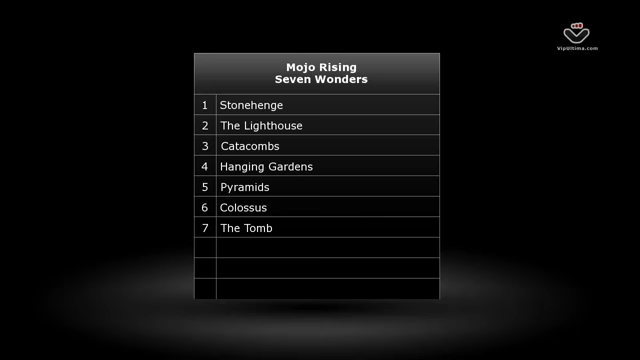 VipUltima.com
Mojo Rising
Seven Wonders
1 Stonehenge
2 The Lighthouse
3 Catacombs
4 Hanging Gardens
5 Pyramids
6 Colossus
7 The Tomb